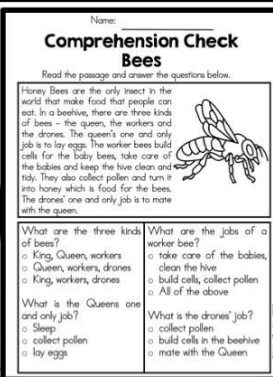 Name:
Comprehension Check
Bees
Read the passage and answer the questions below.
Honey Bees are the only insect in the
world that make food that people can
eat. In a beehive, there are three kinds
of bees - the queen, the workers and
the drones. The queen's one and only
job is to lay eggs. The worker bees build
cells for the baby bees, take care of
the babies and keep the hive clean and
tidy. They also collect pollen and turn it
into honey which is food for the bees.
The drones' one and only job is to mate
with the queen.
What are the three kinds
of bees?
o King, Queen, workers
o Queen, workers, drones
o King, workers, drones
What is the Queens one
and only job?
o Sleep
o collect pollen
o lay eggs
What are the jobs of a
worker bee?
o take care of the babies,
clean the hive
o build cells, collect pollen
o All of the above
What is the drones' job?
o collect pollen
o build cells in the beehive
o mate with the Queen